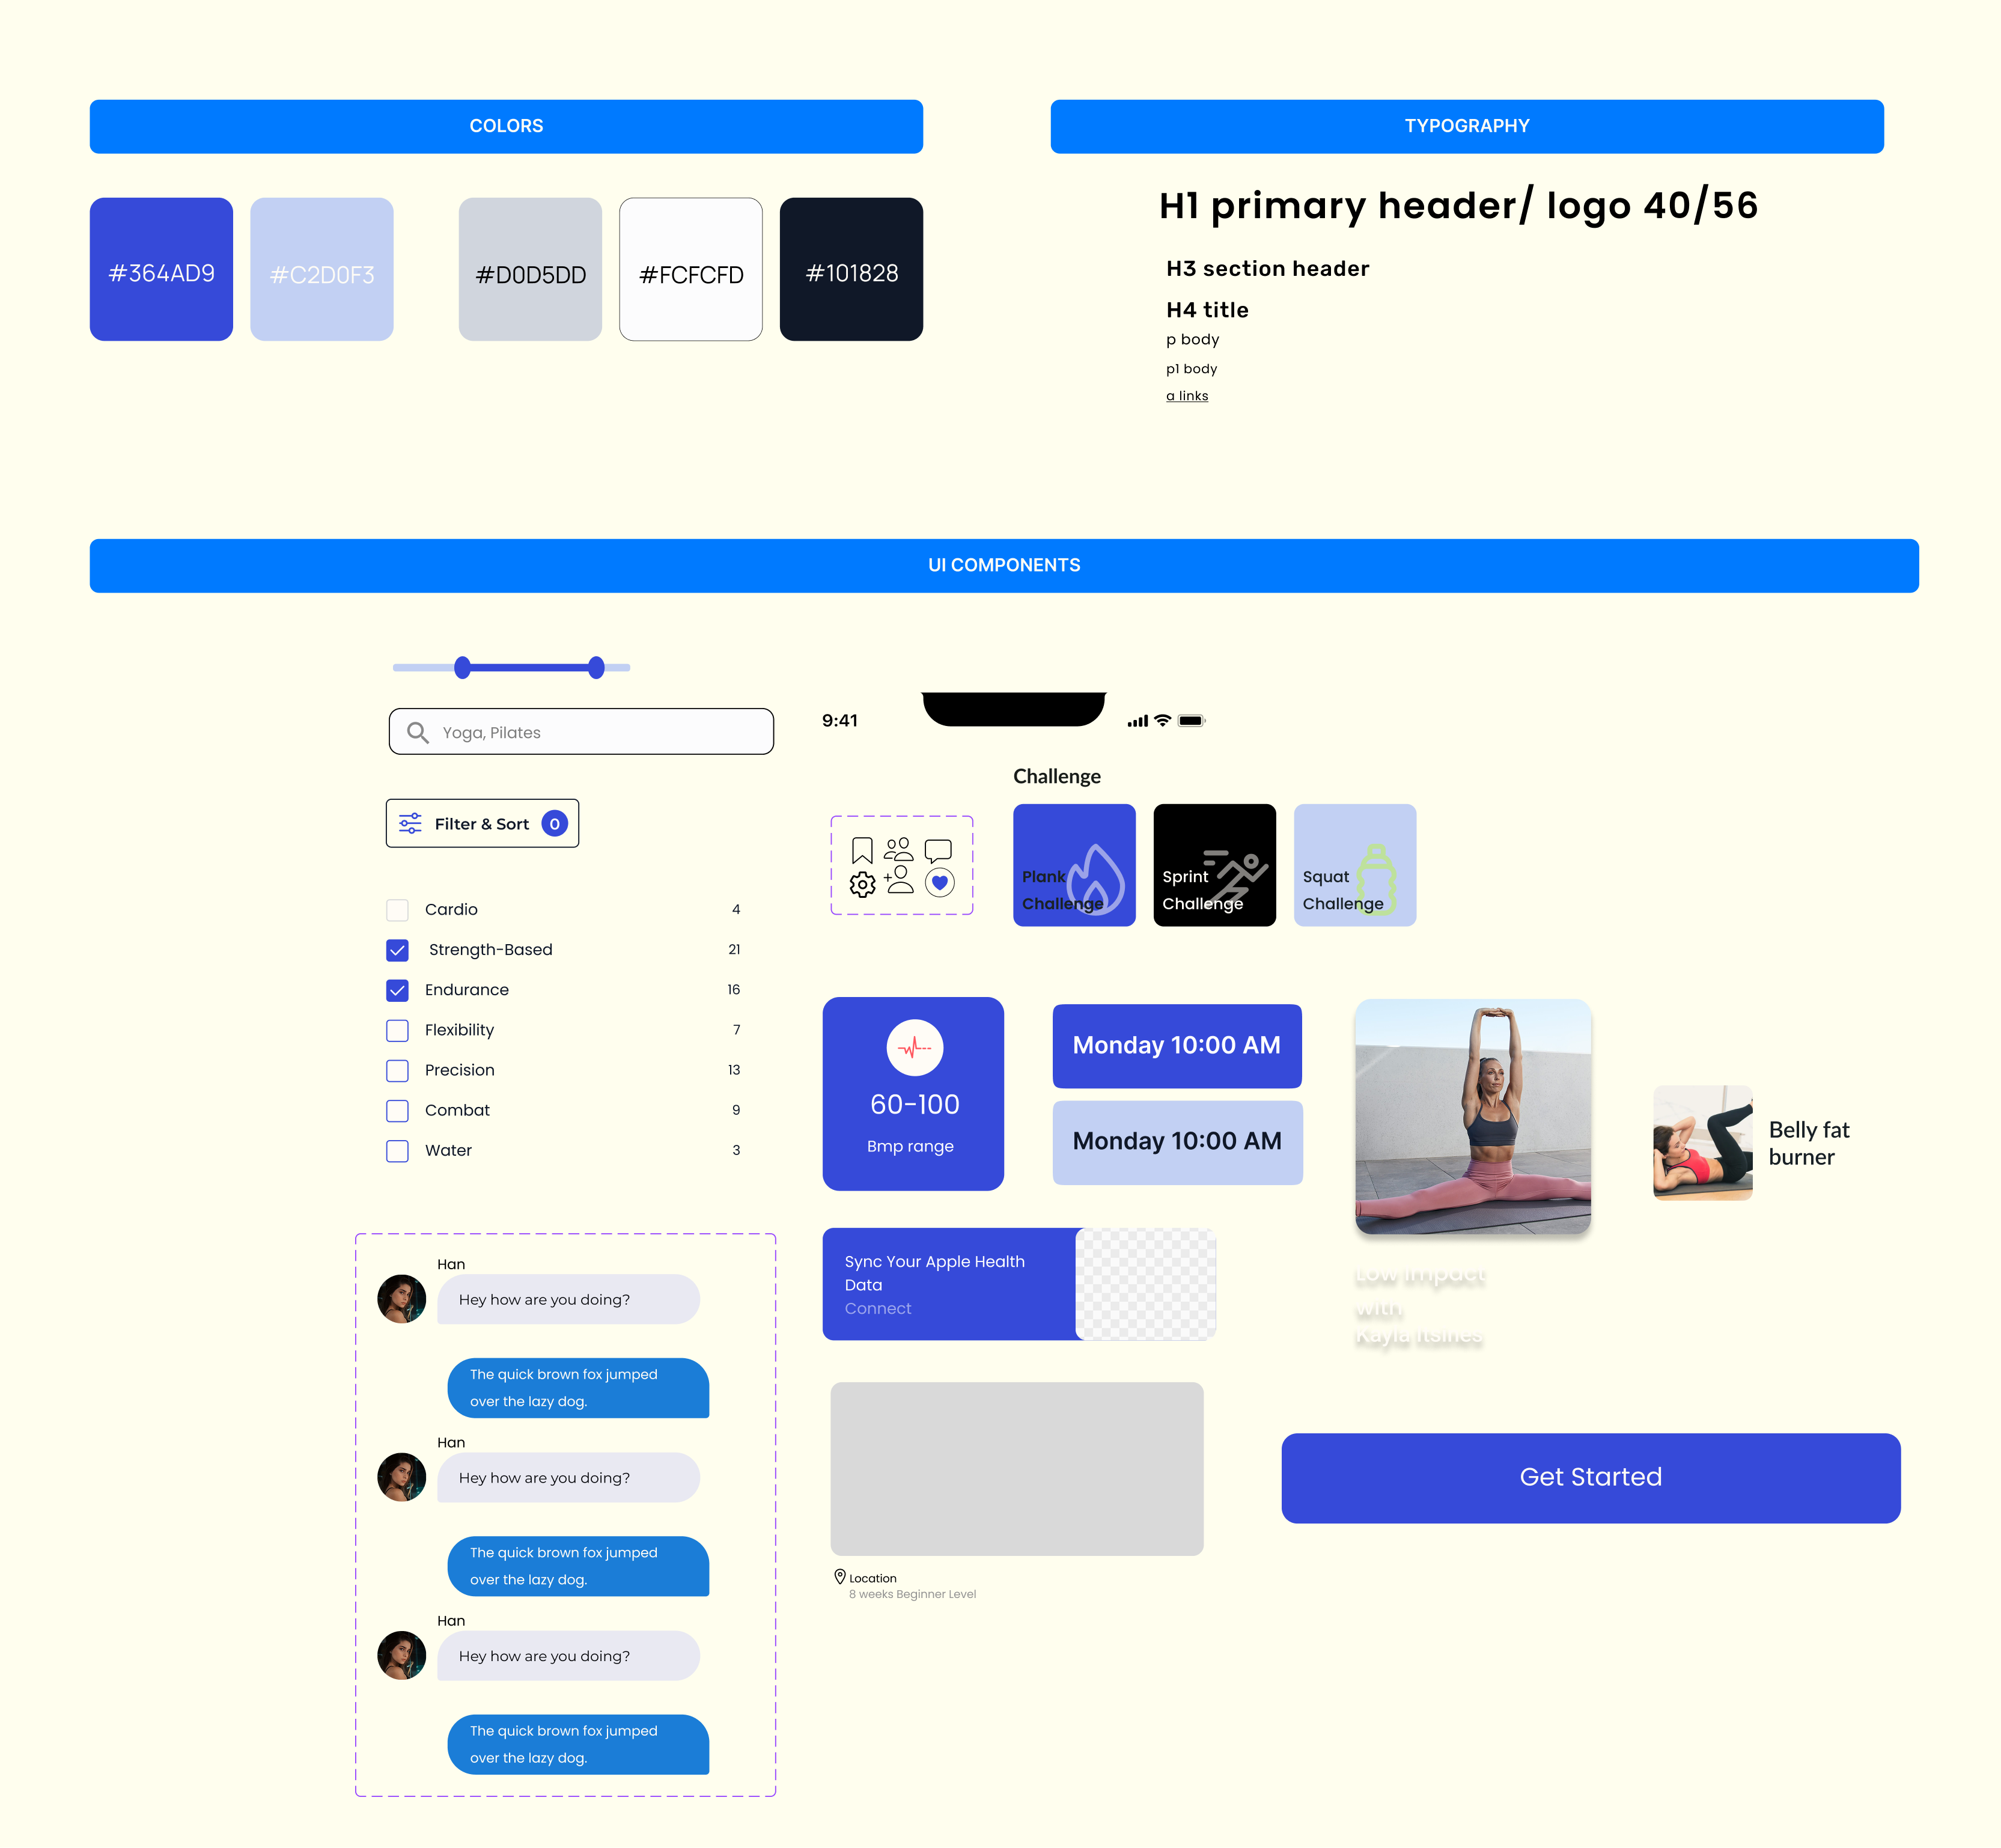 COLORS
TYPOGRAPHY
#364AD9
#C2D0F3
#D0D5DD
#FCFCFD
#101828
H1 primary header/ logo 40/56
H3 section header
H4 title
p body
p1 body
a links
UI COMPONENTS
Yoga, Pilates
Filter & Sort 0
Cardio 4
Strength-Based 21
Endurance 16
Flexibility 7
Precision 13
Combat 9
Water 3
Han
Hey how are you doing?
The quick brown fox jumped
over the lazy dog.
Han
Hey how are you doing?
The quick brown fox jumped
over the lazy dog.
Han
Hey how are you doing?
The quick brown fox jumped
over the lazy dog.
9:41
Challenge
Plank
Challenge
Sprint
Challenge
Squat
Challenge
60-100
Bmp range
Monday 10:00 AM
Monday 10:00 AM
Sync Your Apple Health
Data
Connect
Location
8 weeks Beginner Level
Low Impact
with
Kayla Itsines
Belly fat
burner
Get Started